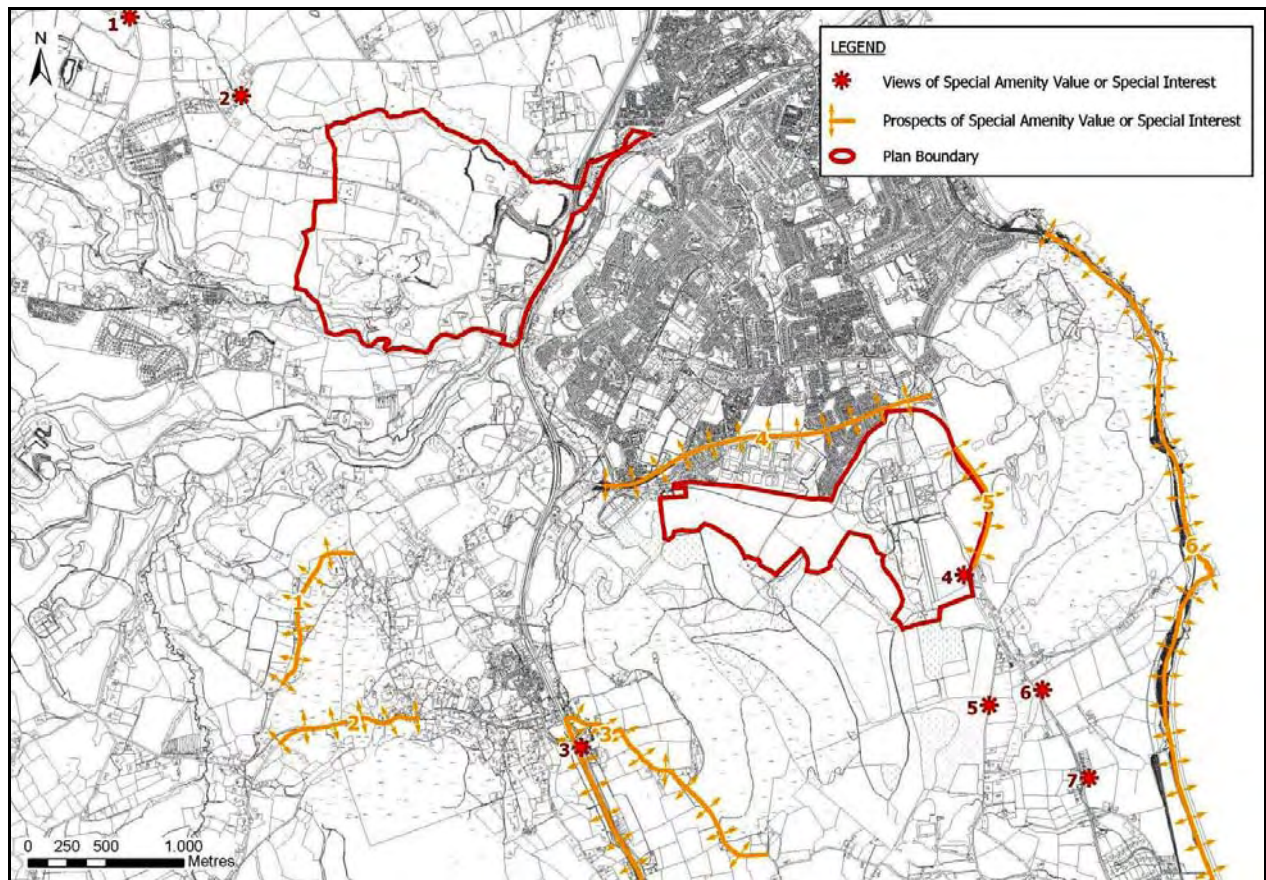 1
N
2
LEGEND
Views of Special Amenity Value or Special Interest
Prospects of Special Amenity Value or Special Interest
Plan Boundary
4
5
6
4
1
2
3
3
5
6
7
0 250 500 1.000
Metres